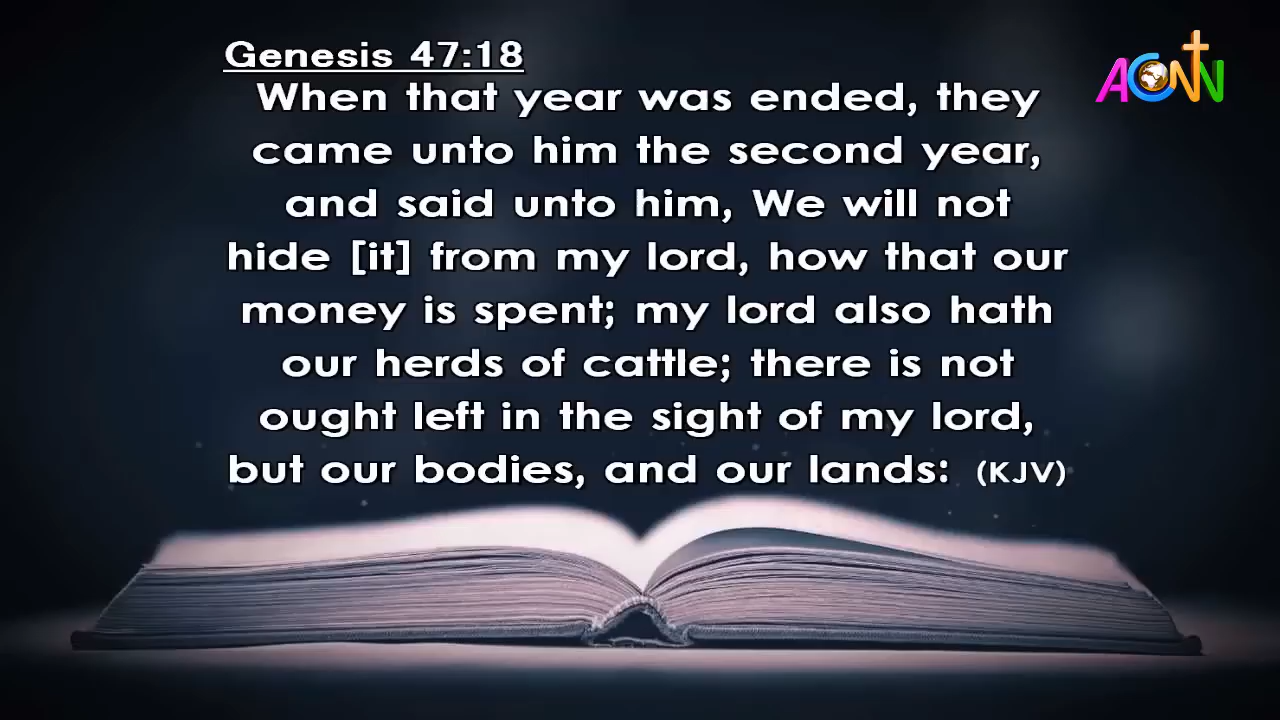 Genesis 47:18
When that year was ended, they
came unto him the second year,
and said unto him, We will not
hide [it] from my lord, how that our
money is spent; my lord also hath
our herds of cattle; there is not
ought left in the sight of my lord,
but our bodies, and our lands: (KJV)
ACNN